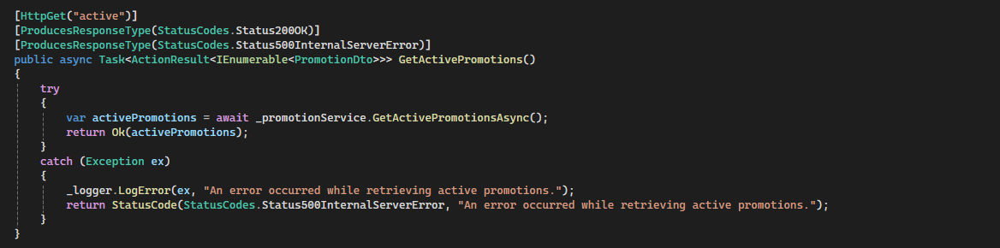 [HttpGet("active")]
[ProducesResponseType(StatusCodes.Status200OK)]
[ProducesResponseType(StatusCodes.Status500InternalServerError)]
public async Task<ActionResult<IEnumerable<PromotionDto>>> GetActivePromotions()
{
    try
    {
        var activePromotions = await _promotionService.GetActivePromotionsAsync();
        return Ok(activePromotions);
    }
    catch (Exception ex)
    {
        _logger.LogError(ex, "An error occurred while retrieving active promotions.");
        return StatusCode(StatusCodes.Status500InternalServerError, "An error occurred while retrieving active promotions.");
    }
}